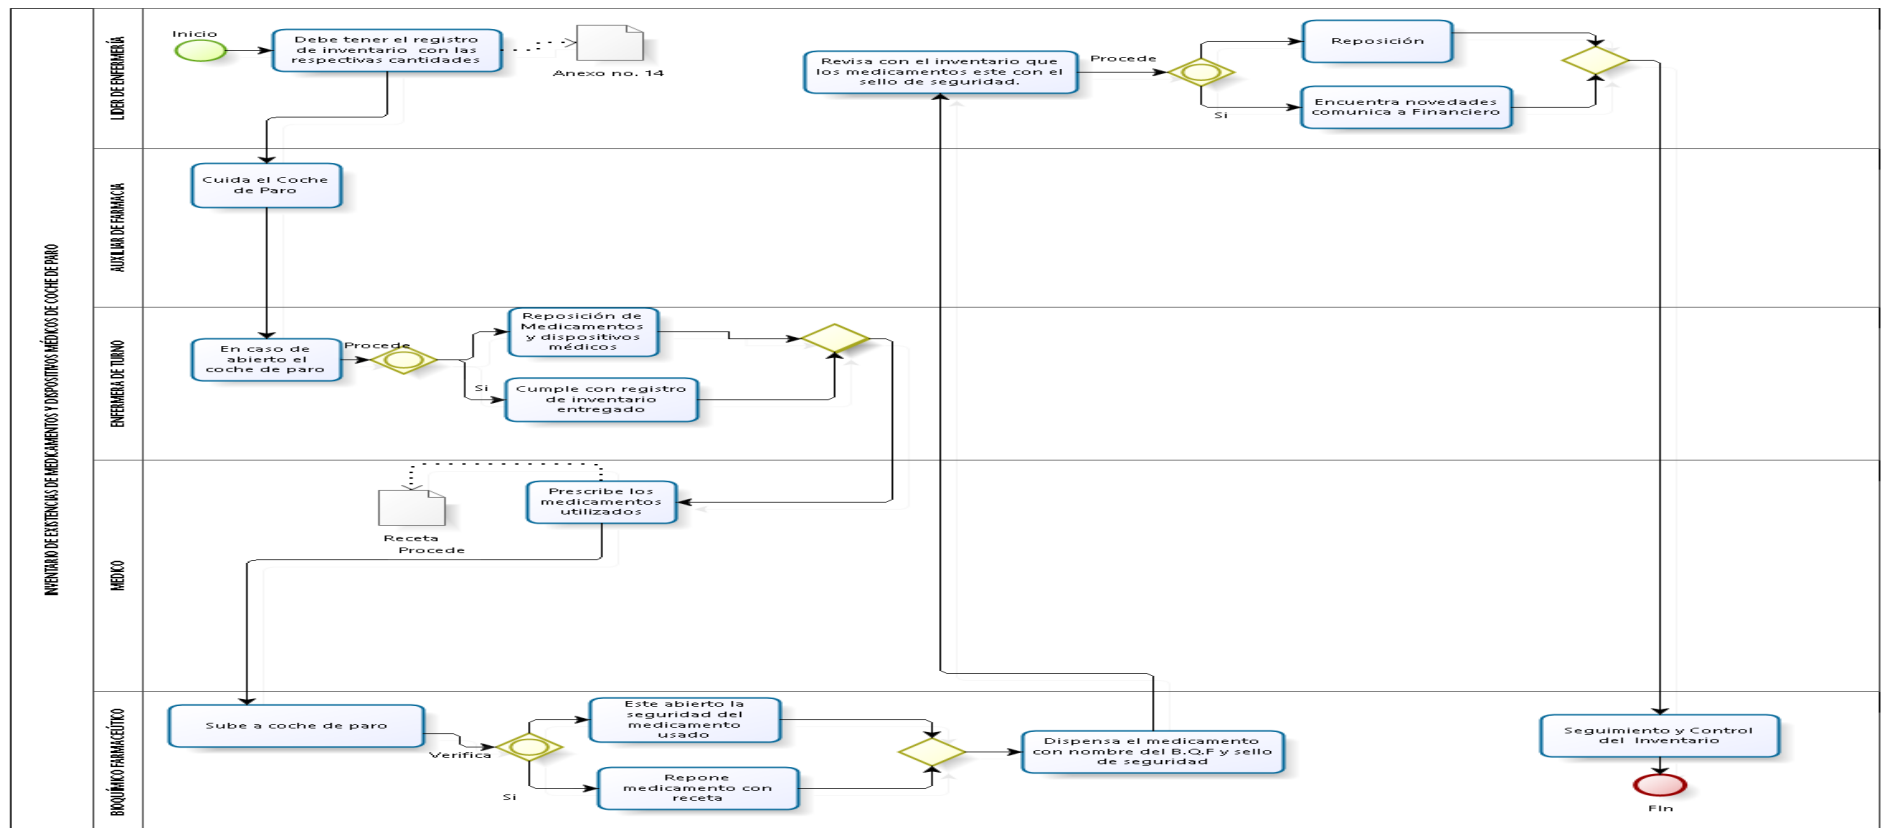 INVENTARIO DE EXISTENCIAS DE MEDICAMENTOS Y DISPOSITIVOS MÉDICOS DE COCHE DE PARO
LIDER DE ENFERMERÍA
Inicio
Debe tener el registro
de inventario con las
respectivas cantidades
Anexo no. 14
Revisa con el inventario que
los medicamentos este con el
sello de seguridad.
Procede
Si
Reposición
Encuentra novedades
comunica a Financiero
AUXILIAR DE FARMACIA
Cuida el Coche
de Paro
ENFERMERA DE TURNO
En caso de
abierto el
coche de paro
Procede
Si
Reposición de
Medicamentos
y dispositivos
médicos
Cumple con registro
de inventario
entregado
MEDICO
Receta
Procede
Prescribe los
medicamentos
utilizados
BIOQUÍMICO FARMACEÚTICO
Sube a coche de paro
Verifica
Si
Este abierto la
seguridad del
medicamento
usado
Repone
medicamento con
receta
Dispensa el medicamento
con nombre del B.Q.F y sello
de seguridad
Seguimiento y Control
del Inventario
Fin